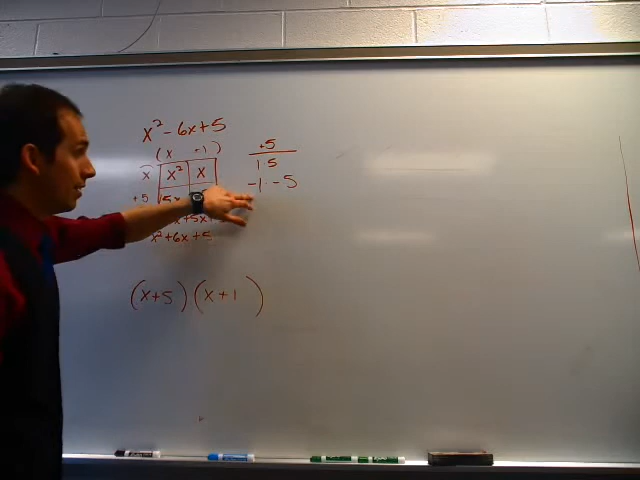 x² - 6x + 5
(x +1)
x x² x
+5 5x
x + 5x +
x² + 6x + 5
+5
1 5
-1 · -5
(x+5)(x+1)